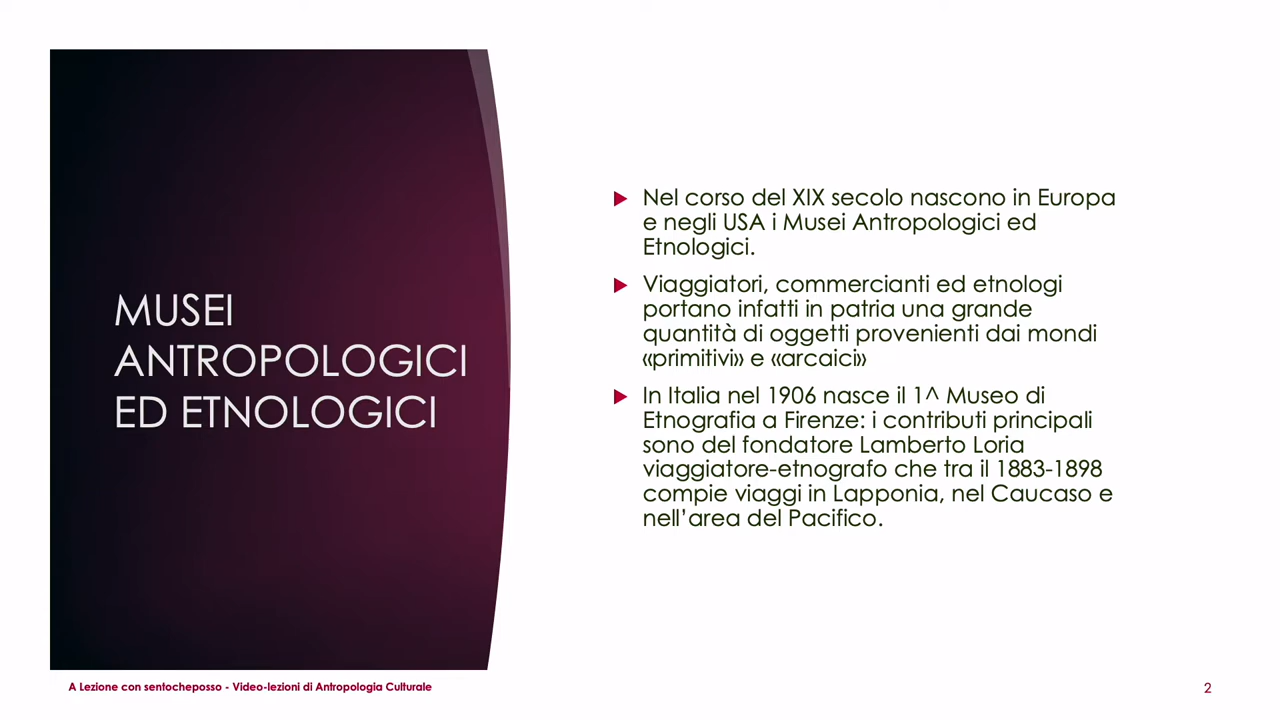 MUSEI
ANTROPOLOGICI
ED ETNOLOGICI
Nel corso del XIX secolo nascono in Europa
e negli USA i Musei Antropologici ed
Etnologici.
Viaggiatori, commercianti ed etnologi
portano infatti in patria una grande
quantità di oggetti provenienti dai mondi
«primitivi» e «arcaici»
In Italia nel 1906 nasce il 1^ Museo di
Etnografia a Firenze: i contributi principali
sono del fondatore Lamberto Loria
viaggiatore-etnografo che tra il 1883-1898
compie viaggi in Lapponia, nel Caucaso e
nell’area del Pacifico.
A Lezione con sentocheposso - Video-lezioni di Antropologia Culturale
2